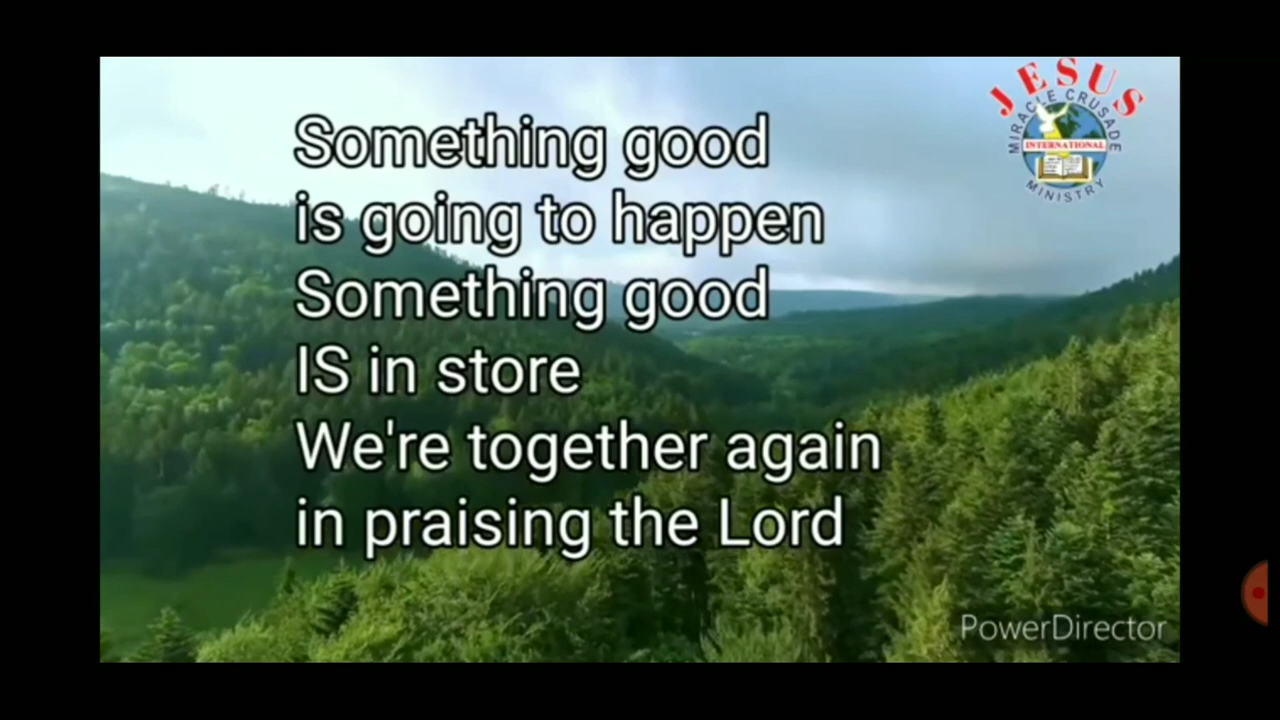 JESUS
MIRACLE CRUSADE
INTERNATIONAL
MINISTRY
Something good
is going to happen
Something good
IS in store
We're together again
in praising the Lord
PowerDirector